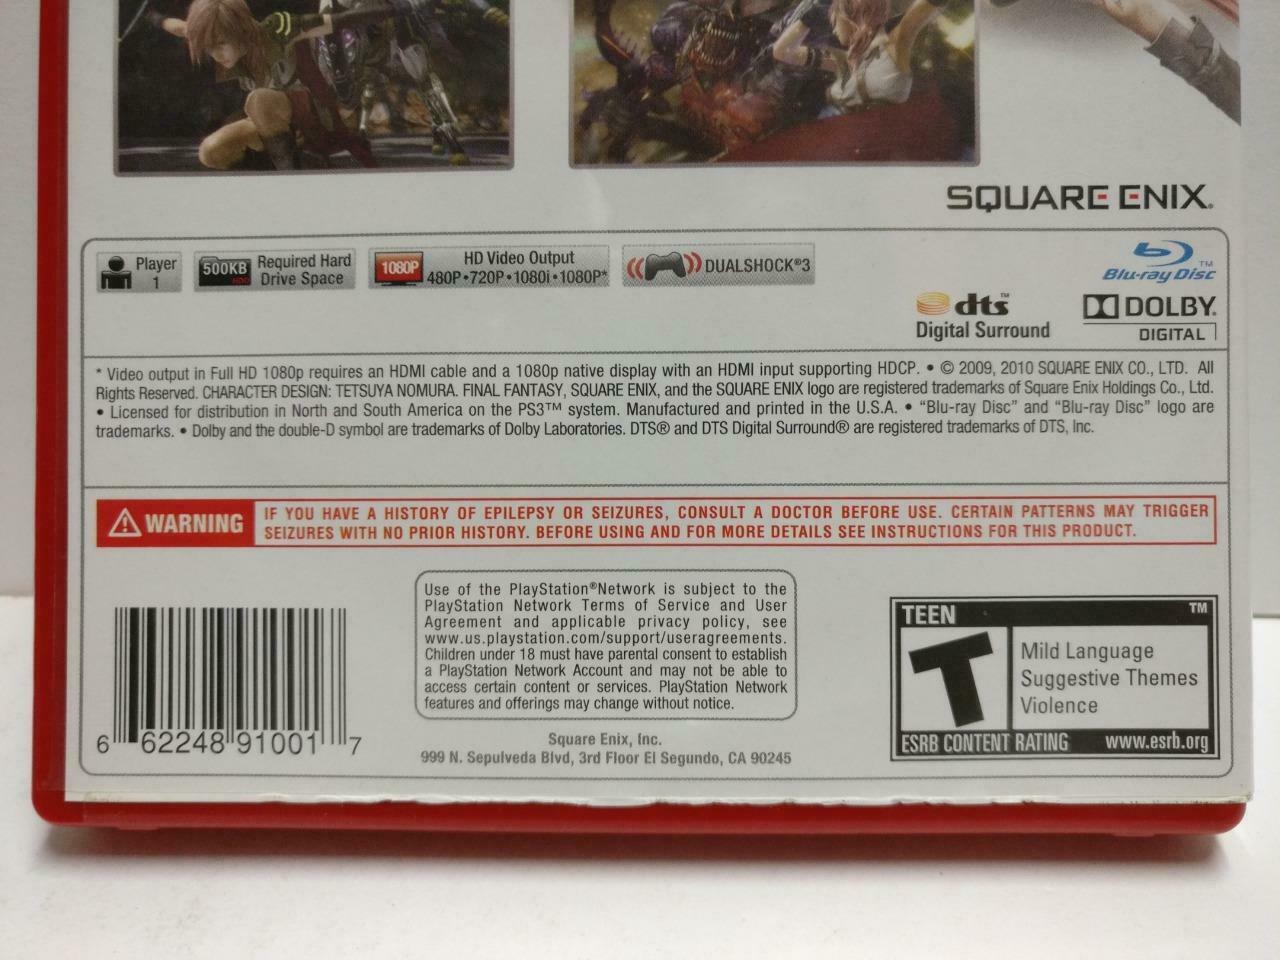 SQUARE ENIX.
Player
1
500KB
HDD
Required Hard
Drive Space
1080P
HD Video Output
480P•720P•1080i•1080P*
DUALSHOCK®3
Blu-ray Disc™
dts™
Digital Surround
DOLBY.
DIGITAL
* Video output in Full HD 1080p requires an HDMI cable and a 1080p native display with an HDMI input supporting HDCP. • © 2009, 2010 SQUARE ENIX CO., LTD. All
Rights Reserved. CHARACTER DESIGN: TETSUYA NOMURA. FINAL FANTASY, SQUARE ENIX, and the SQUARE ENIX logo are registered trademarks of Square Enix Holdings Co., Ltd.
• Licensed for distribution in North and South America on the PS3™ system. Manufactured and printed in the U.S.A. • “Blu-ray Disc” and “Blu-ray Disc” logo are
trademarks. • Dolby and the double-D symbol are trademarks of Dolby Laboratories. DTS® and DTS Digital Surround® are registered trademarks of DTS, Inc.
WARNING
IF YOU HAVE A HISTORY OF EPILEPSY OR SEIZURES, CONSULT A DOCTOR BEFORE USE. CERTAIN PATTERNS MAY TRIGGER
SEIZURES WITH NO PRIOR HISTORY. BEFORE USING AND FOR MORE DETAILS SEE INSTRUCTIONS FOR THIS PRODUCT.
6 62248 91001 7
Use of the PlayStation®Network is subject to the
PlayStation Network Terms of Service and User
Agreement and applicable privacy policy, see
www.us.playstation.com/support/useragreements.
Children under 18 must have parental consent to establish
a PlayStation Network Account and may not be able to
access certain content or services. PlayStation Network
features and offerings may change without notice.
Square Enix, Inc.
999 N. Sepulveda Blvd, 3rd Floor El Segundo, CA 90245
TEEN ™
T
Mild Language
Suggestive Themes
Violence
ESRB CONTENT RATING www.esrb.org